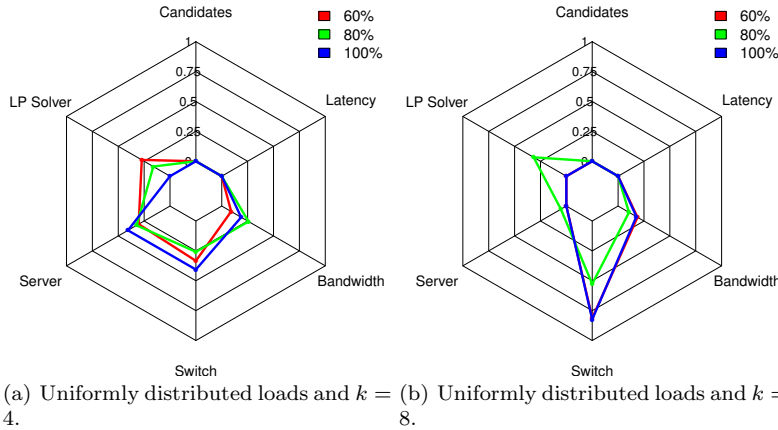 Candidates
60%
80%
100%
1
0.75
0.5
0.25
0
LP Solver
Latency
Server
Bandwidth
Switch
(a) Uniformly distributed loads and k =
4.
Candidates
60%
80%
100%
1
0.75
0.5
0.25
0
LP Solver
Latency
Server
Bandwidth
Switch
(b) Uniformly distributed loads and k =
8.